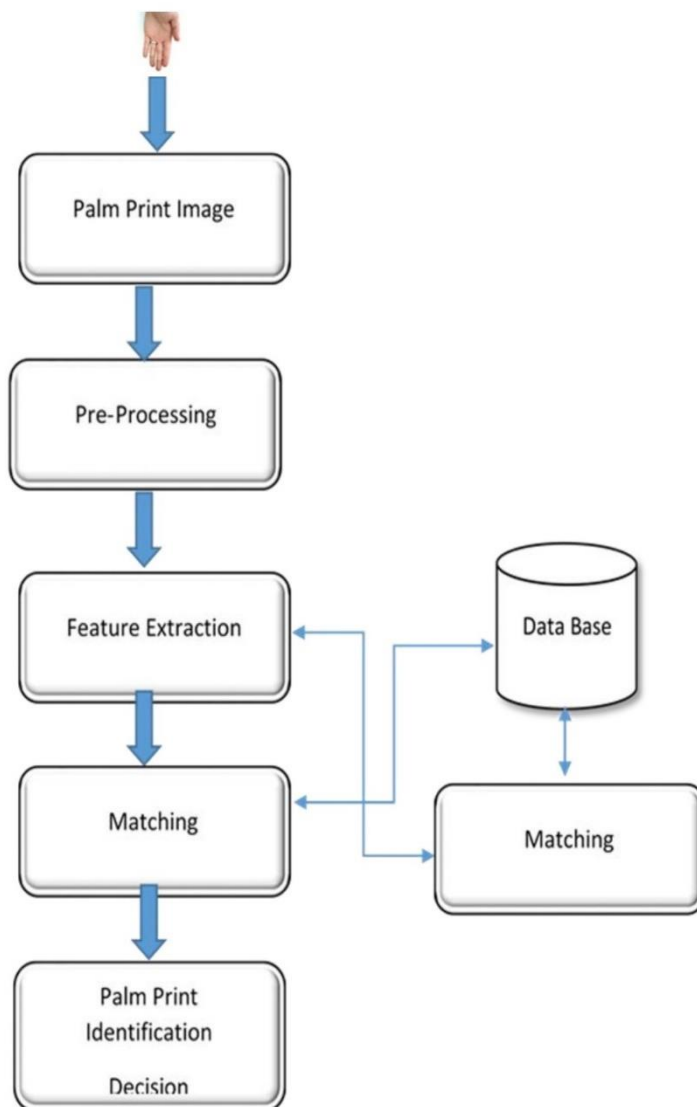 Palm Print Image
Pre-Processing
Feature Extraction
Data Base
Matching
Matching
Palm Print
Identification
Decision